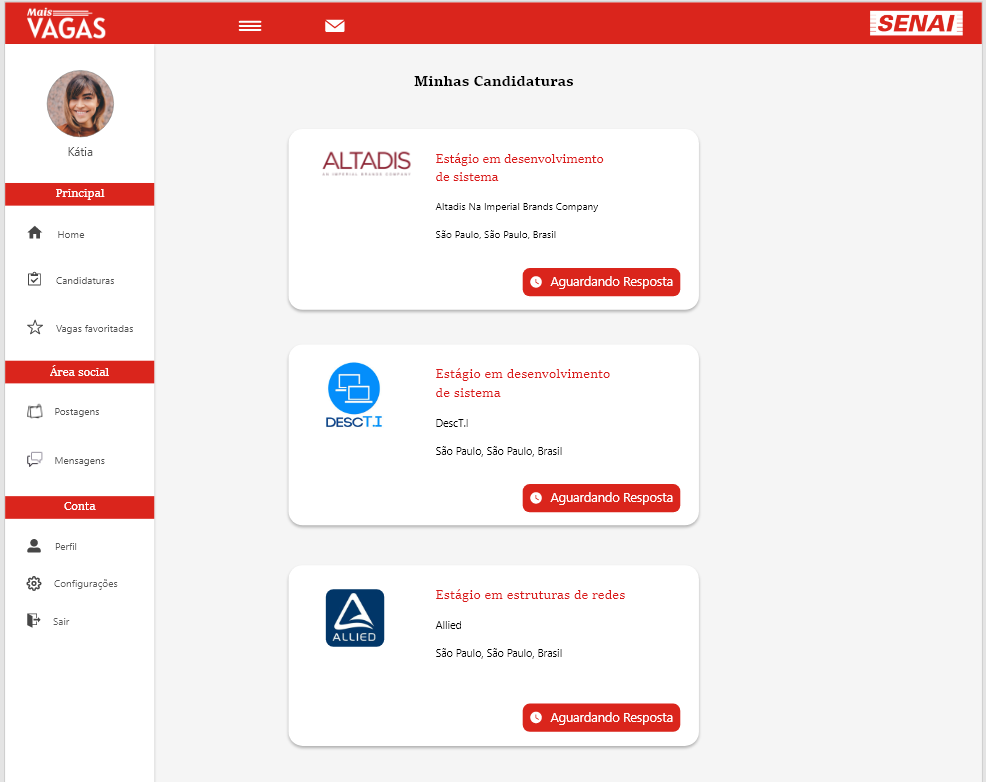 Mais
VAGAS
SENAI
Kátia
Principal
Home
Candidaturas
Vagas favoritadas
Área social
Postagens
Mensagens
Conta
Perfil
Configurações
Sair
Minhas Candidaturas
ALTADIS
AN IMPERIAL BRANDS COMPANY
Estágio em desenvolvimento
de sistema
Altadis Na Imperial Brands Company
São Paulo, São Paulo, Brasil
Aguardando Resposta
DESCT.I
Estágio em desenvolvimento
de sistema
DescT.I
São Paulo, São Paulo, Brasil
Aguardando Resposta
ALLIED
Estágio em estruturas de redes
Allied
São Paulo, São Paulo, Brasil
Aguardando Resposta